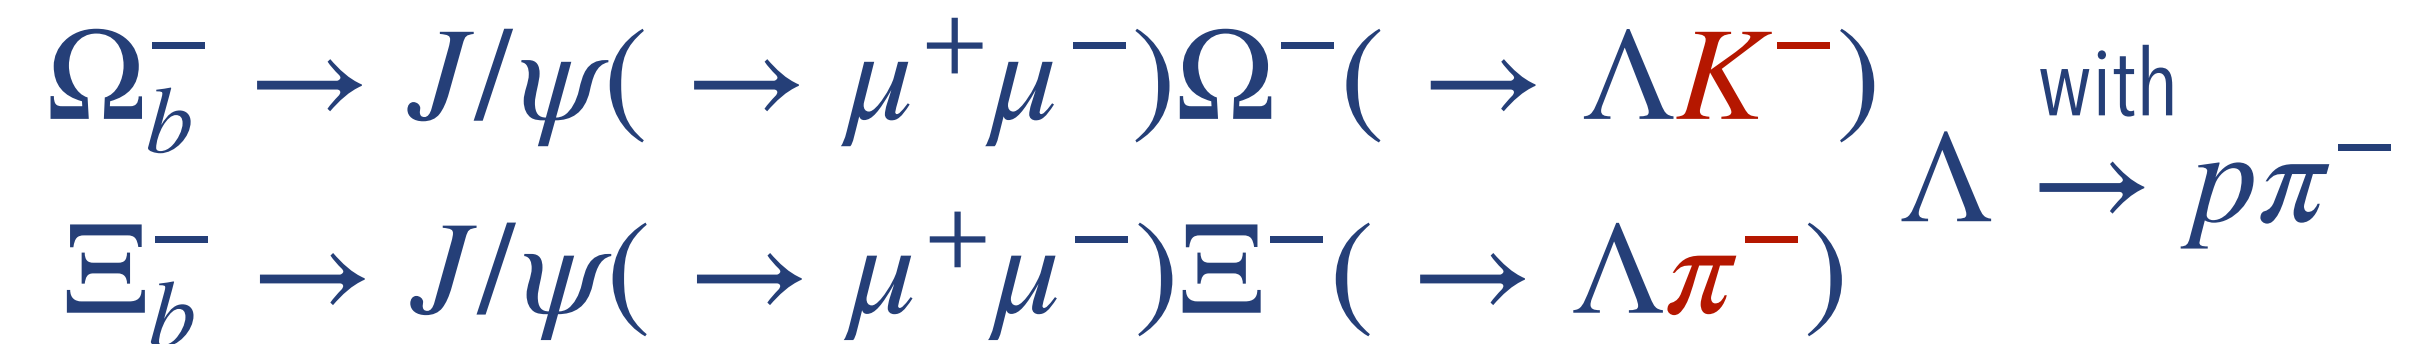 Ω_b^- → J/ψ( → μ^+μ^-)Ω^-( → ΛK^-)
Ξ_b^- → J/ψ( → μ^+μ^-)Ξ^-( → Λπ^-)
with
Λ → pπ^-